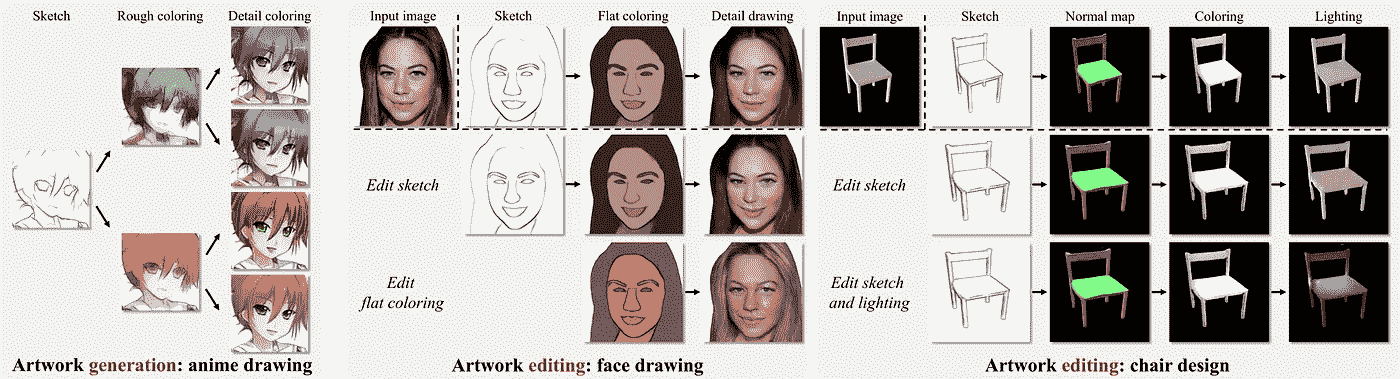 Sketch
Rough coloring
Detail coloring
Artwork generation: anime drawing
Input image
Sketch
Flat coloring
Detail drawing
Edit sketch
Edit
flat coloring
Artwork editing: face drawing
Input image
Sketch
Normal map
Coloring
Lighting
Edit sketch
Edit sketch
and lighting
Artwork editing: chair design